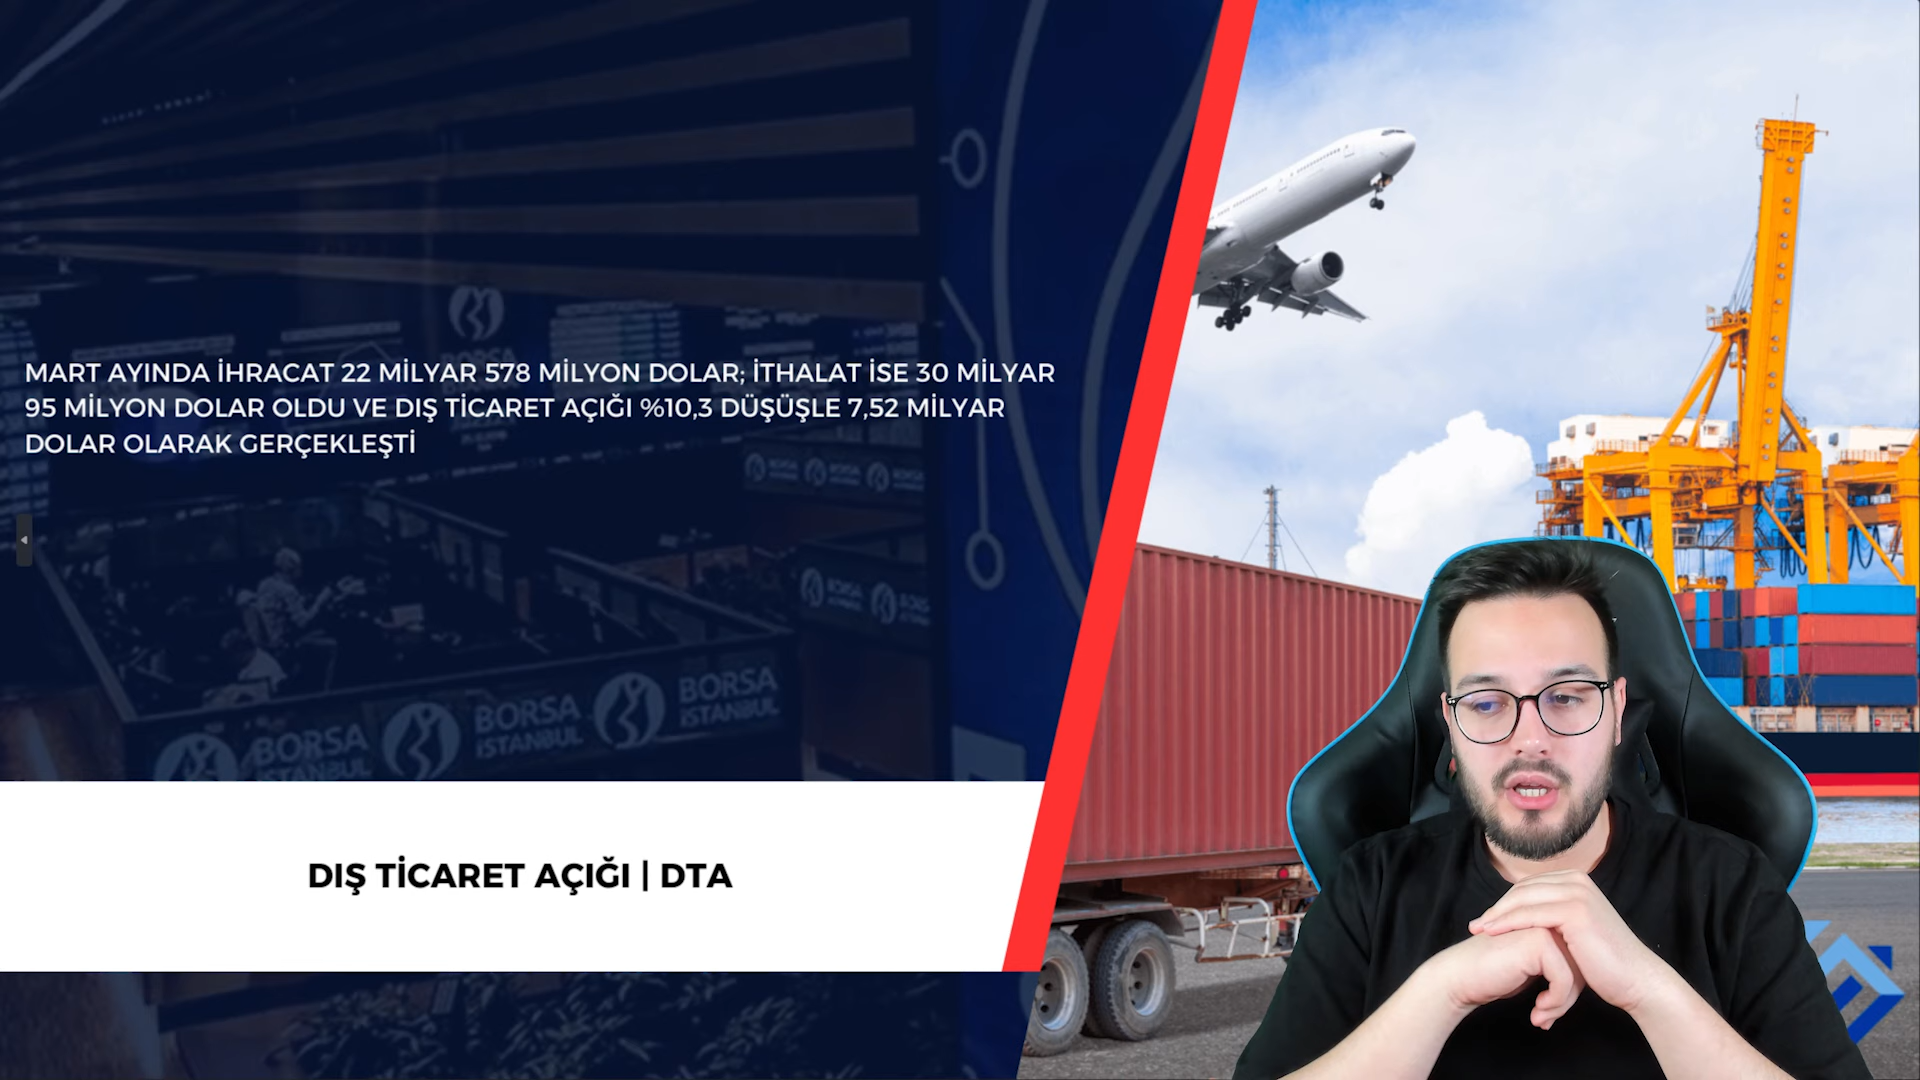 MART AYINDA İHRACAT 22 MİLYAR 578 MİLYON DOLAR; İTHALAT İSE 30 MİLYAR
95 MİLYON DOLAR OLDU VE DIŞ TİCARET AÇIĞI %10,3 DÜŞÜŞLE 7,52 MİLYAR
DOLAR OLARAK GERÇEKLEŞTİ
BORSA
İSTANBUL
BORSA
İSTANBUL
BORSA
İSTANBUL
DIŞ TİCARET AÇIĞI | DTA